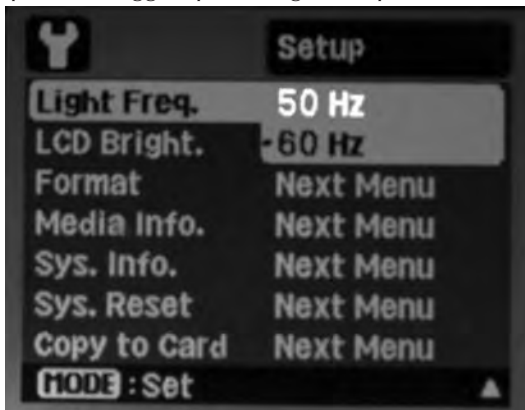 Setup
Light Freq. 50 Hz
LCD Bright. 60 Hz
Format Next Menu
Media Info. Next Menu
Sys. Info. Next Menu
Sys. Reset Next Menu
Copy to Card Next Menu
MODE :Set